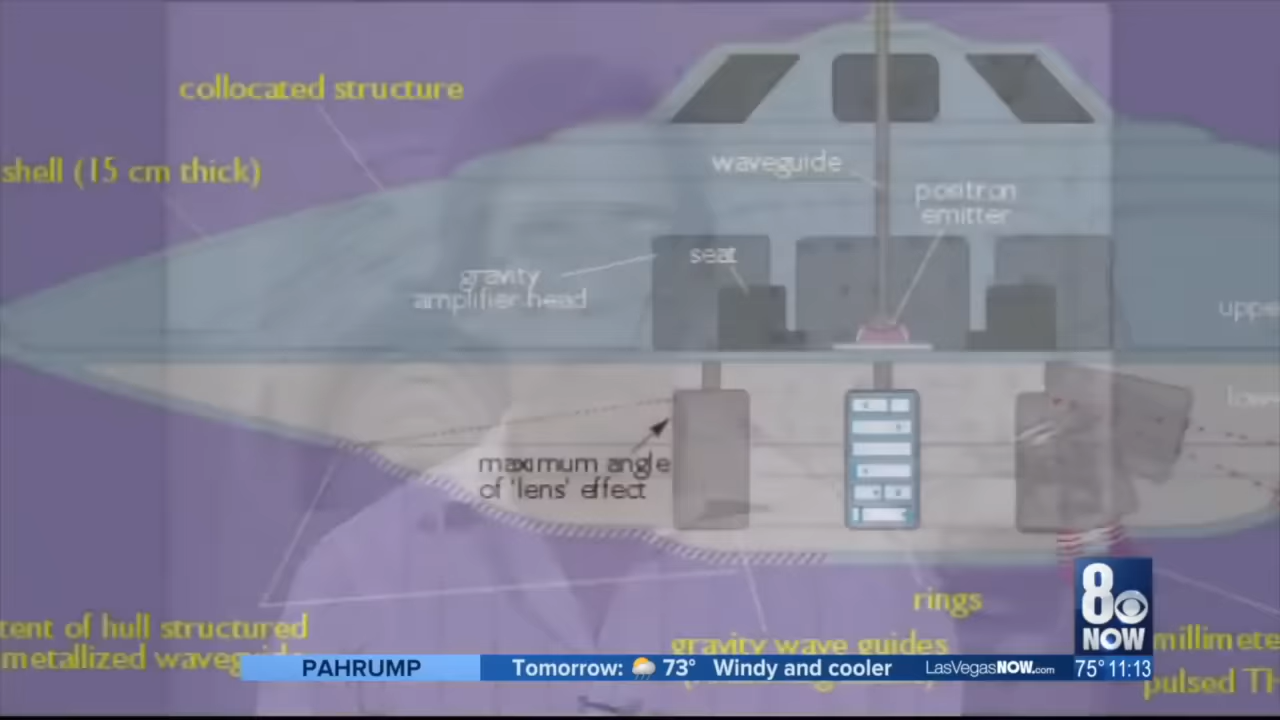 collocated structure
shell (15 cm thick)
waveguide
positron
emitter
seat
gravity
amplifier head
uppe
maximum angle
of 'lens' effect
rings
tent of hull structured
metallized waveg
gravity wave guides
millimete
pulsed TH
8
NOW
PAHRUMP
Tomorrow: 73° Windy and cooler
LasVegasNOW.com
75° 11:13